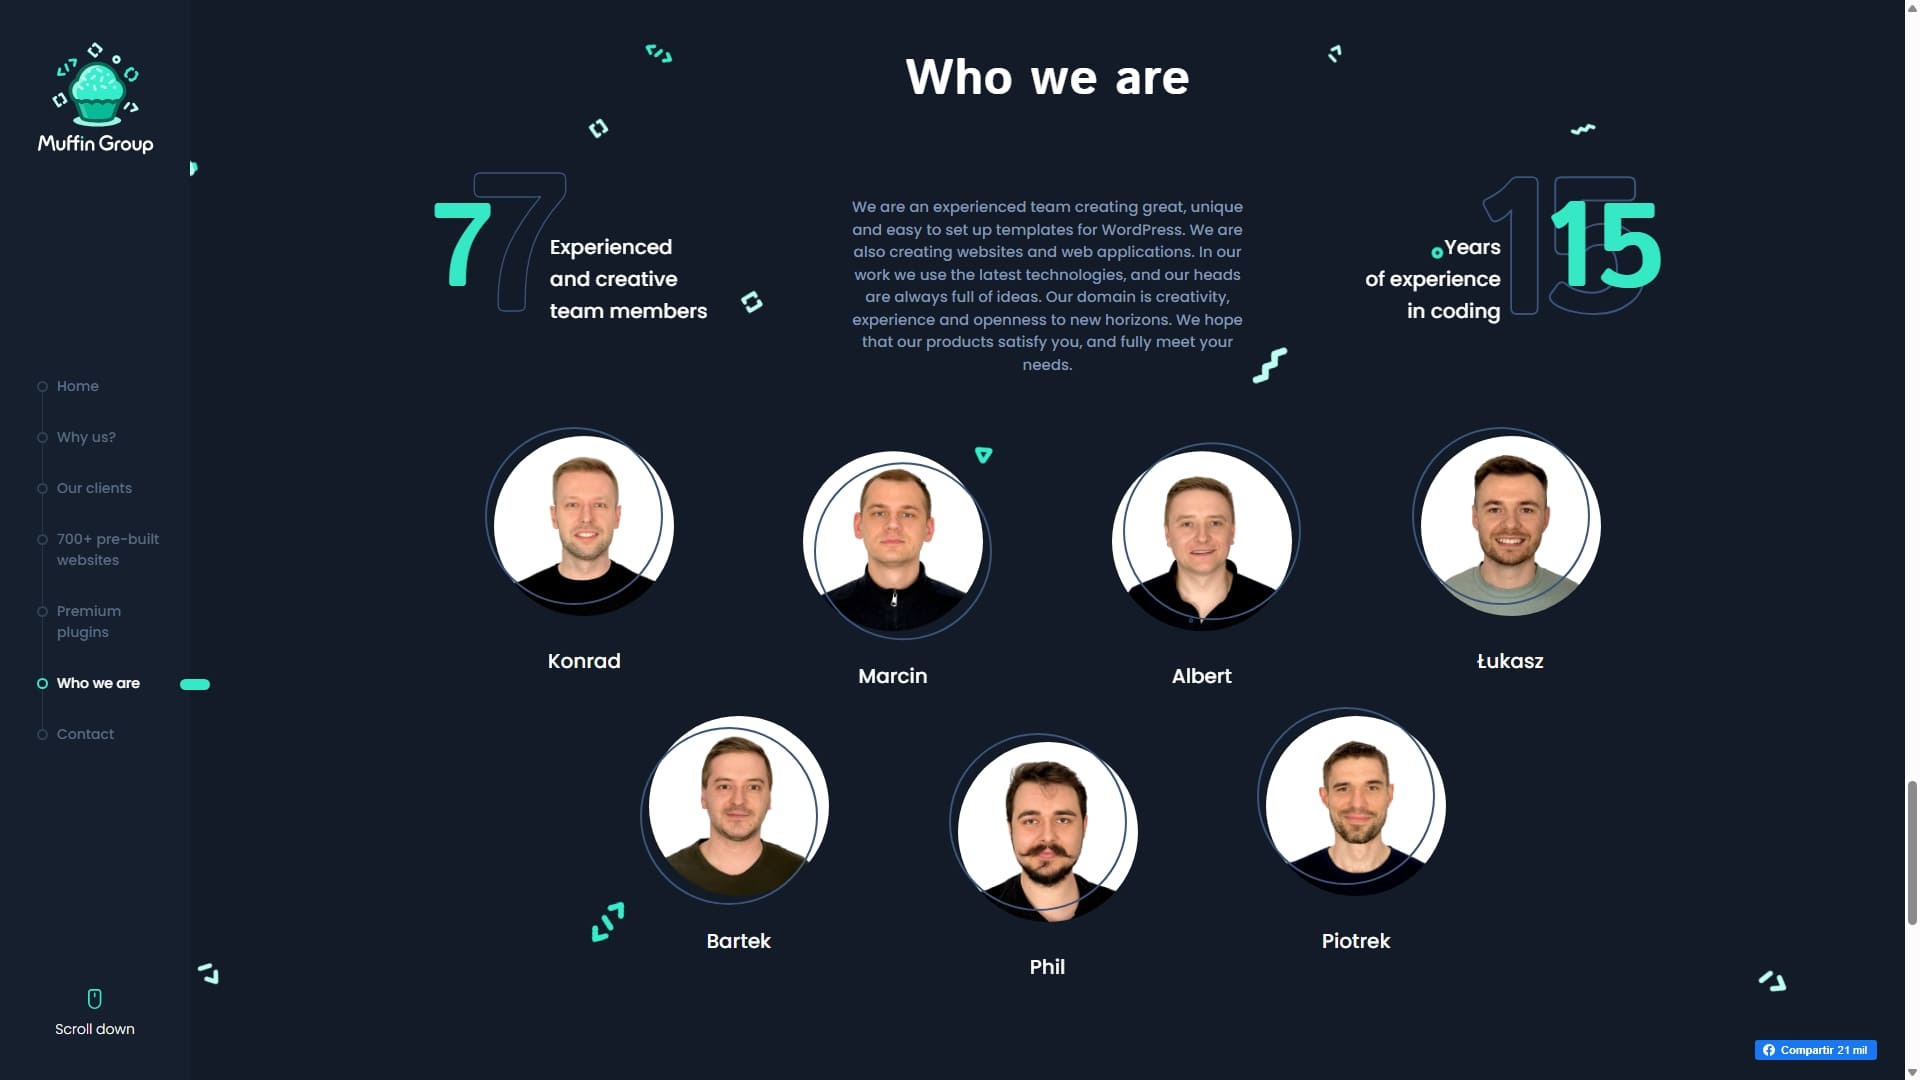 Muffin Group
Home
Why us?
Our clients
700+ pre-built
websites
Premium
plugins
Who we are
Contact
Scroll down
Who we are
7
7
Experienced
and creative
team members
We are an experienced team creating great, unique
and easy to set up templates for WordPress. We are
also creating websites and web applications. In our
work we use the latest technologies, and our heads
are always full of ideas. Our domain is creativity,
experience and openness to new horizons. We hope
that our products satisfy you, and fully meet your
needs.
Years
of experience
in coding
15
15
Konrad
Marcin
Albert
Łukasz
Bartek
Phil
Piotrek
Compartir 21 mil